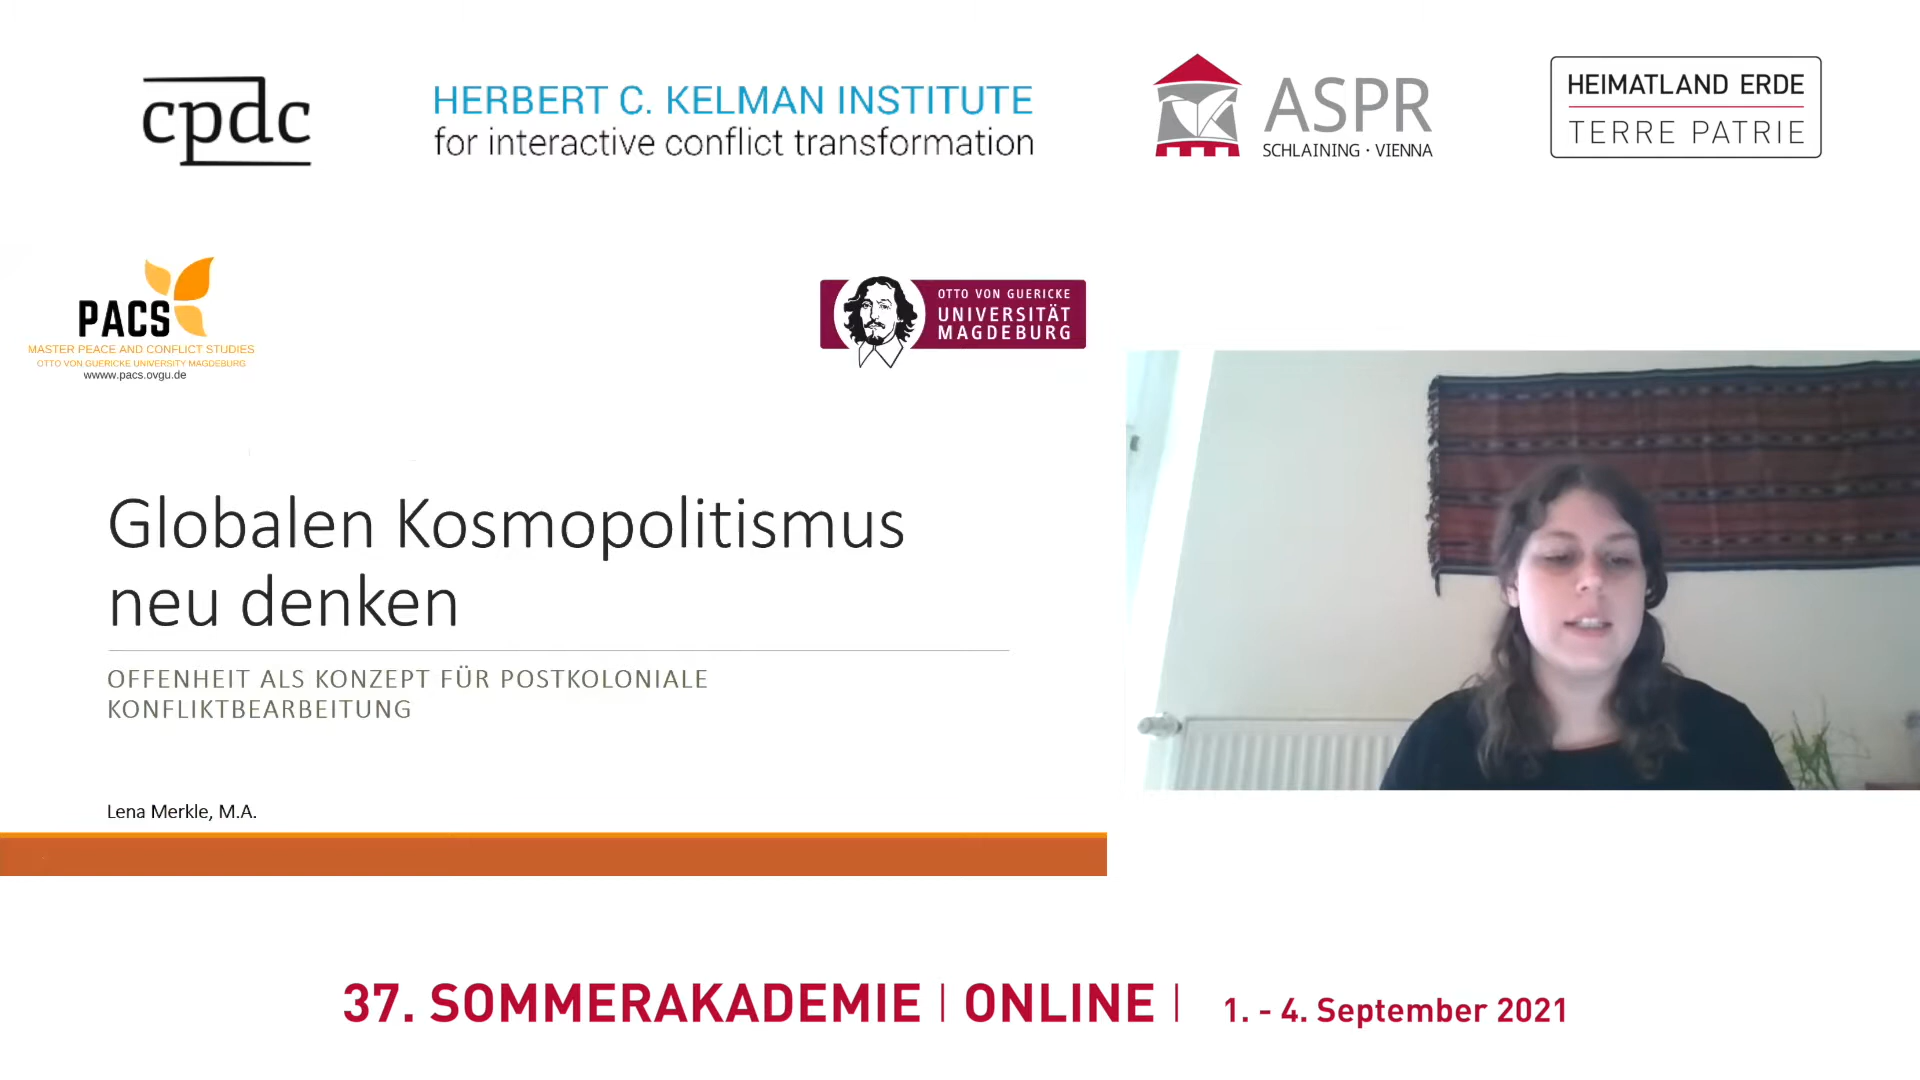 cpdc
HERBERT C. KELMAN INSTITUTE
for interactive conflict transformation
ASPR
SCHLAINING · VIENNA
HEIMATLAND ERDE
TERRE PATRIE
PACS
MASTER PEACE AND CONFLICT STUDIES
OTTO VON GUERICKE UNIVERSITY MAGDEBURG
wwww.pacs.ovgu.de
OTTO VON GUERICKE
UNIVERSITÄT
MAGDEBURG
Globalen Kosmopolitismus
neu denken
OFFENHEIT ALS KONZEPT FÜR POSTKOLONIALE
KONFLIKTBEARBEITUNG
Lena Merkle, M.A.
37. SOMMERAKADEMIE | ONLINE | 1. - 4. September 2021